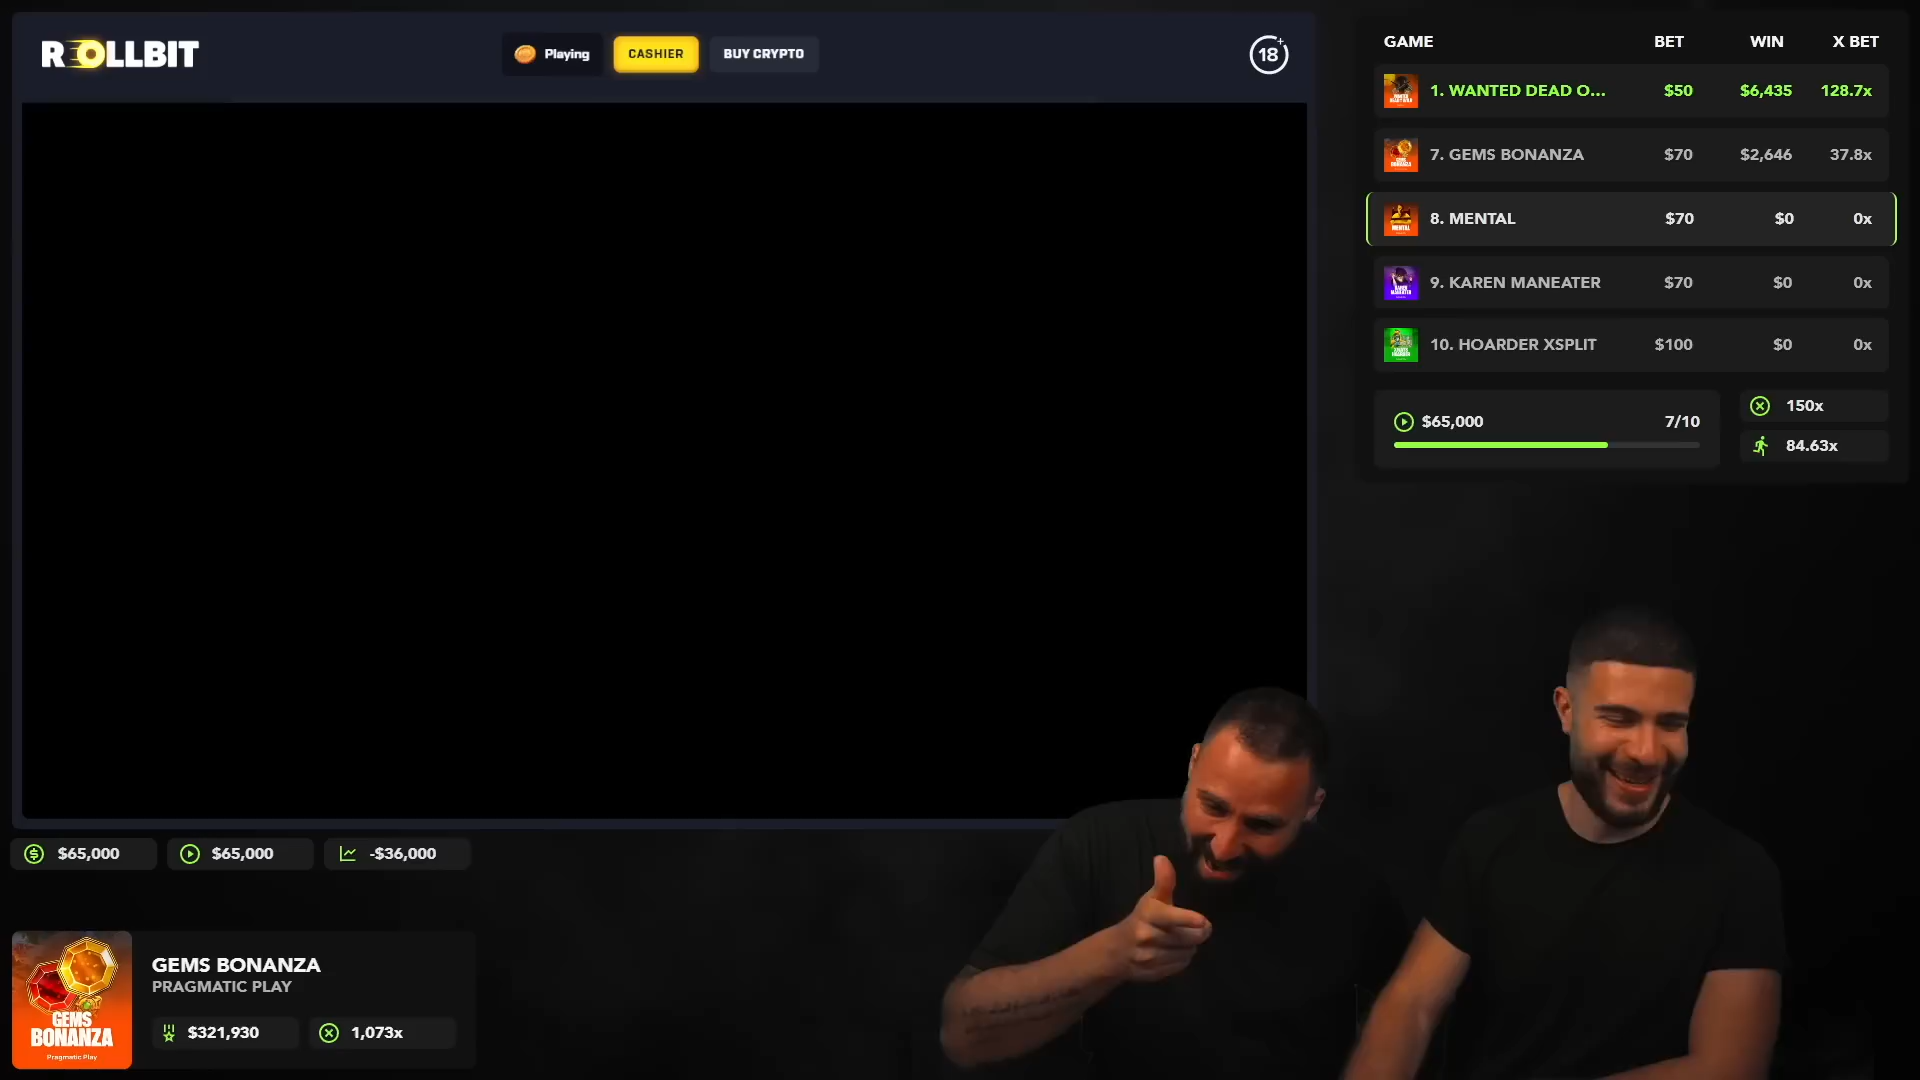 ROLLBIT
Playing
CASHIER
BUY CRYPTO
18+
GAME BET WIN X BET
1. WANTED DEAD O... $50 $6,435 128.7x
7. GEMS BONANZA $70 $2,646 37.8x
8. MENTAL $70 $0 0x
9. KAREN MANEATER $70 $0 0x
10. HOARDER XSPLIT $100 $0 0x
$65,000 7/10
150x
84.63x
$65,000
$65,000
-$36,000
GEMS
BONANZA
Pragmatic Play
GEMS BONANZA
PRAGMATIC PLAY
$321,930
1,073x